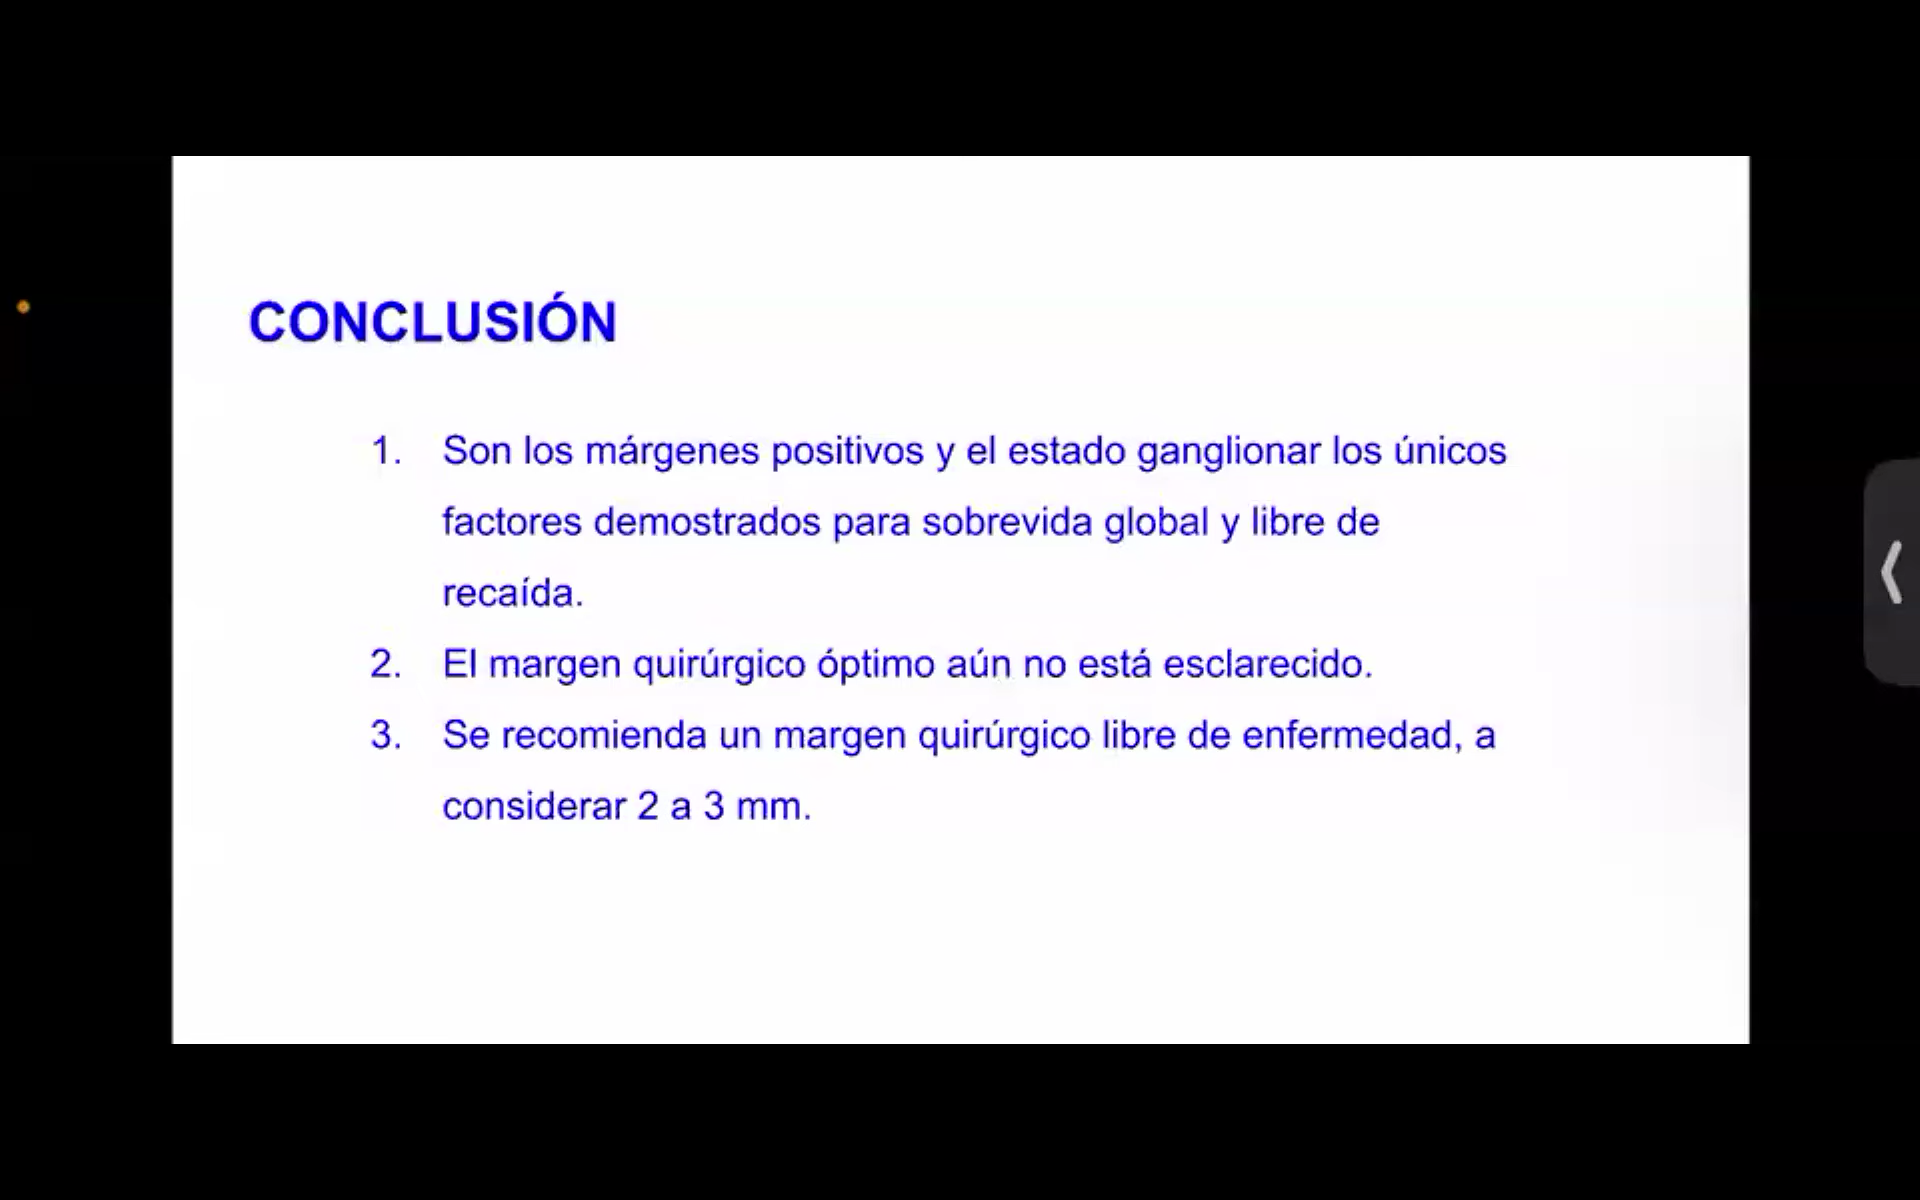 CONCLUSIÓN
1. Son los márgenes positivos y el estado ganglionar los únicos
factores demostrados para sobrevida global y libre de
recaída.
2. El margen quirúrgico óptimo aún no está esclarecido.
3. Se recomienda un margen quirúrgico libre de enfermedad, a
considerar 2 a 3 mm.